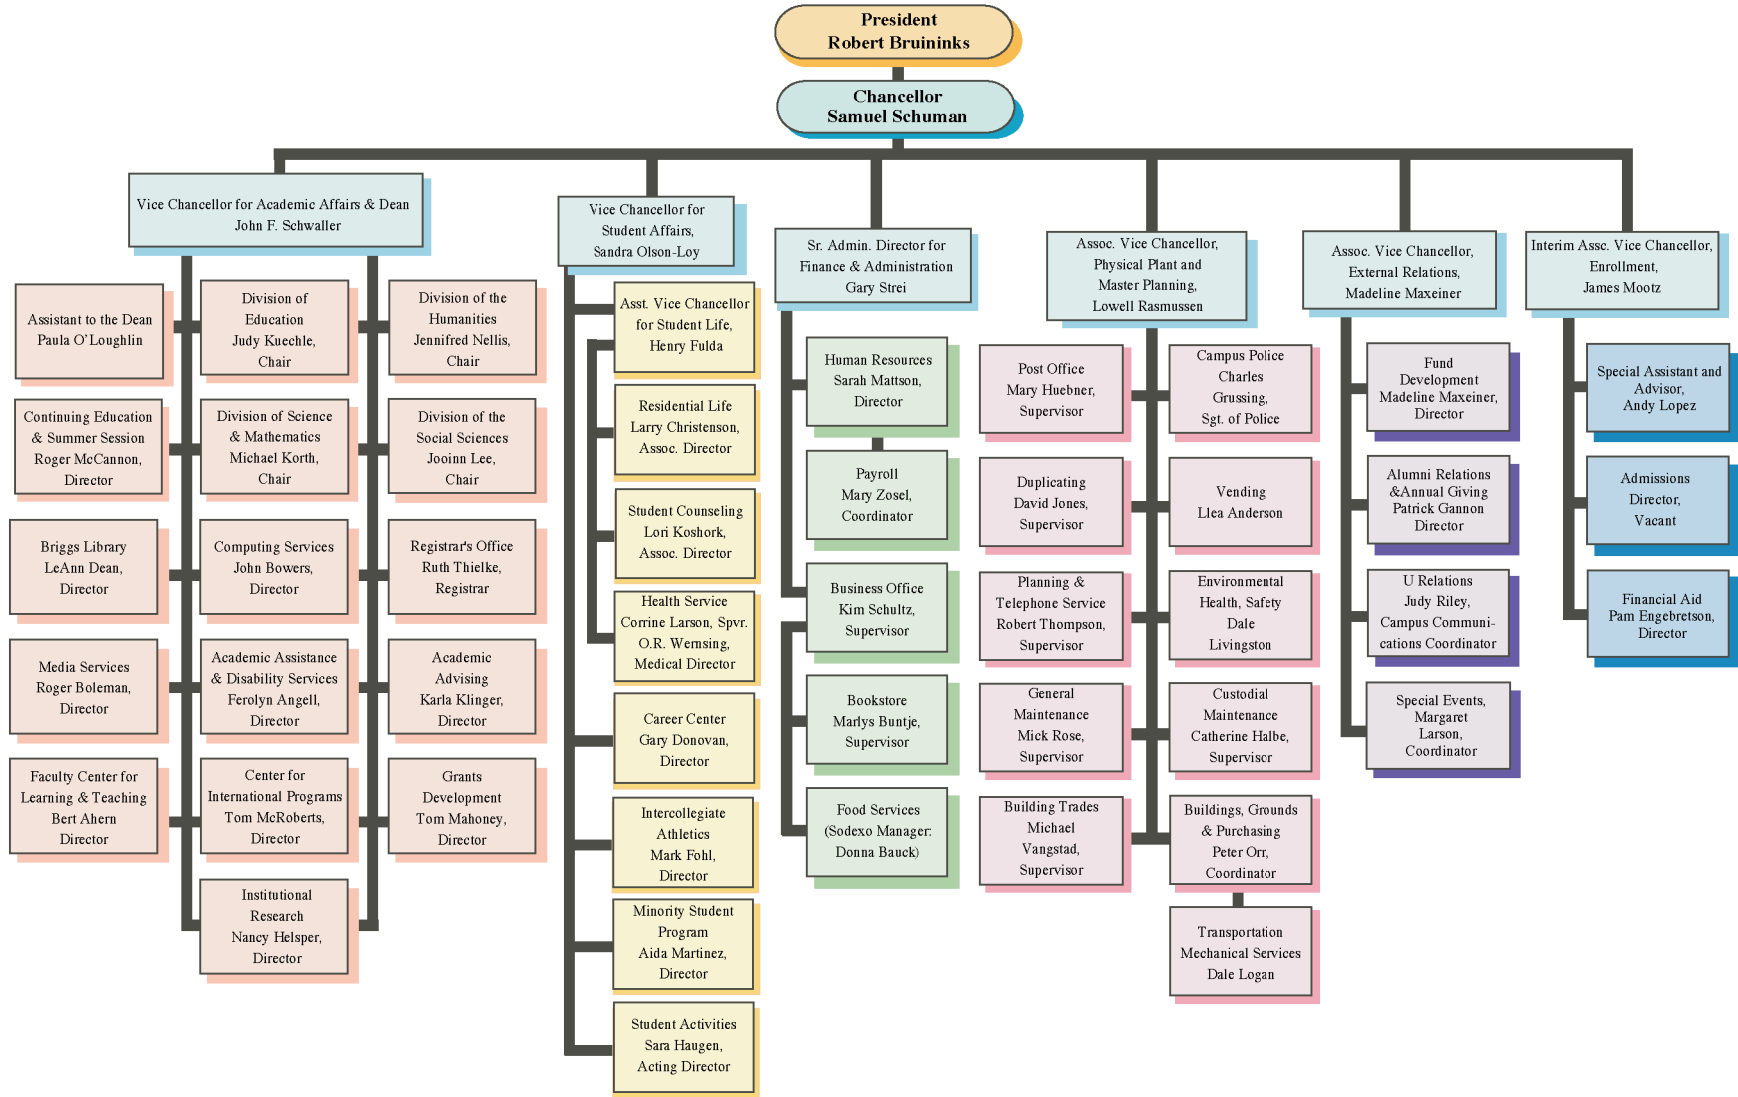 President
Robert Bruininks
Chancellor
Samuel Schuman
Vice Chancellor for Academic Affairs & Dean
John F. Schwaller
Assistant to the Dean
Paula O'Loughlin
Division of
Education
Judy Kuechle,
Chair
Division of the
Humanities
Jennifred Nellis,
Chair
Continuing Education
& Summer Session
Roger McCannon,
Director
Division of Science
& Mathematics
Michael Korth,
Chair
Division of the
Social Sciences
Jooinn Lee,
Chair
Briggs Library
LeAnn Dean,
Director
Computing Services
John Bowers,
Director
Registrar's Office
Ruth Thielke,
Registrar
Media Services
Roger Boleman,
Director
Academic Assistance
& Disability Services
Ferolyn Angell,
Director
Academic
Advising
Karla Klinger,
Director
Faculty Center for
Learning & Teaching
Bert Ahern
Director
Center for
International Programs
Tom McRoberts,
Director
Grants
Development
Tom Mahoney,
Director
Institutional
Research
Nancy Helsper,
Director
Vice Chancellor for
Student Affairs,
Sandra Olson-Loy
Asst. Vice Chancellor
for Student Life,
Henry Fulda
Residential Life
Larry Christenson,
Assoc. Director
Student Counseling
Lori Koshork,
Assoc. Director
Health Service
Corrine Larson, Spvr.
O.R. Wernsing,
Medical Director
Career Center
Gary Donovan,
Director
Intercollegiate
Athletics
Mark Fohl,
Director
Minority Student
Program
Aida Martinez,
Director
Student Activities
Sara Haugen,
Acting Director
Sr. Admin. Director for
Finance & Administration
Gary Strei
Human Resources
Sarah Mattson,
Director
Payroll
Mary Zosel,
Coordinator
Business Office
Kim Schultz,
Supervisor
Bookstore
Marlys Buntje,
Supervisor
Food Services
(Sodexo Manager:
Donna Bauck)
Assoc. Vice Chancellor,
Physical Plant and
Master Planning,
Lowell Rasmussen
Post Office
Mary Huebner,
Supervisor
Campus Police
Charles
Grussing,
Sgt. of Police
Duplicating
David Jones,
Supervisor
Vending
Llea Anderson
Planning &
Telephone Service
Robert Thompson,
Supervisor
Environmental
Health, Safety
Dale
Livingston
General
Maintenance
Mick Rose,
Supervisor
Custodial
Maintenance
Catherine Halbe,
Supervisor
Building Trades
Michael
Vangstad,
Supervisor
Buildings, Grounds
& Purchasing
Peter Orr,
Coordinator
Transportation
Mechanical Services
Dale Logan
Assoc. Vice Chancellor,
External Relations,
Madeline Maxeiner
Fund
Development
Madeline Maxeiner,
Director
Alumni Relations
&Annual Giving
Patrick Gannon
Director
U Relations
Judy Riley,
Campus Communi-
cations Coordinator
Special Events,
Margaret
Larson,
Coordinator
Interim Assc. Vice Chancellor,
Enrollment,
James Mootz
Special Assistant and
Advisor,
Andy Lopez
Admissions
Director,
Vacant
Financial Aid
Pam Engebretson,
Director